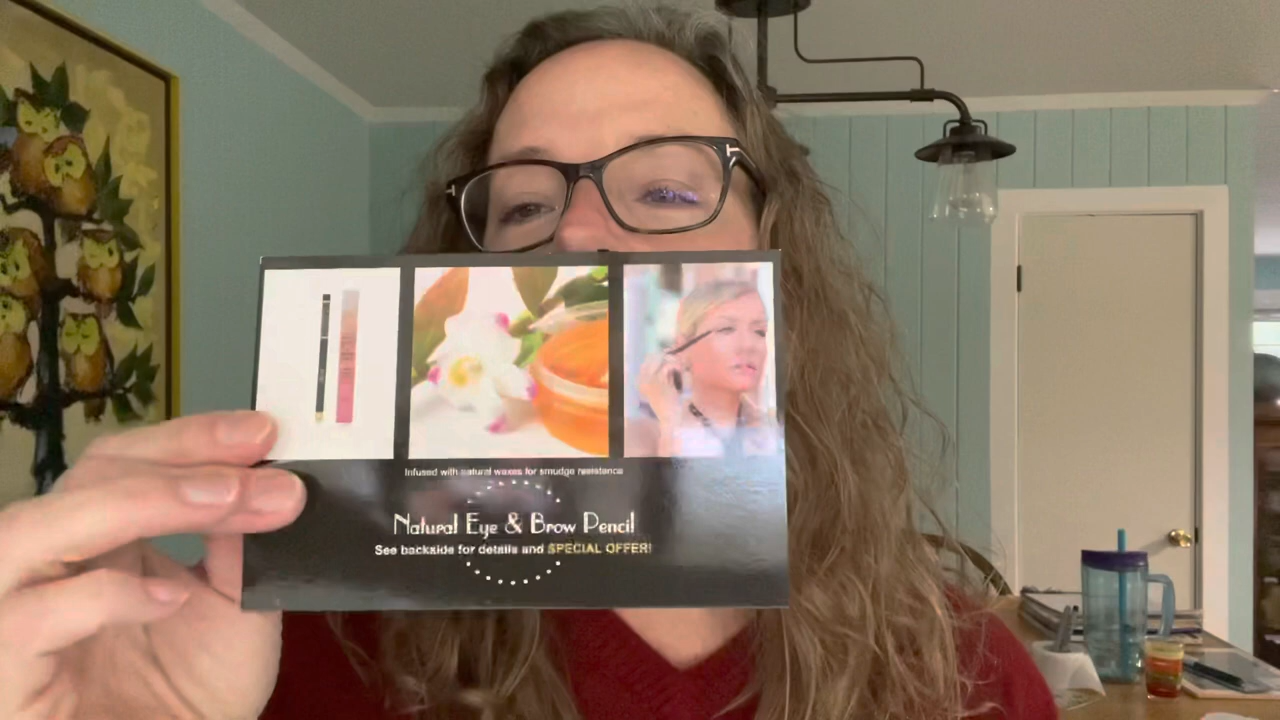 Infused with natural waxes for smudge resistance
Natural Eye & Brow Pencil
See backside for details and SPECIAL OFFER!